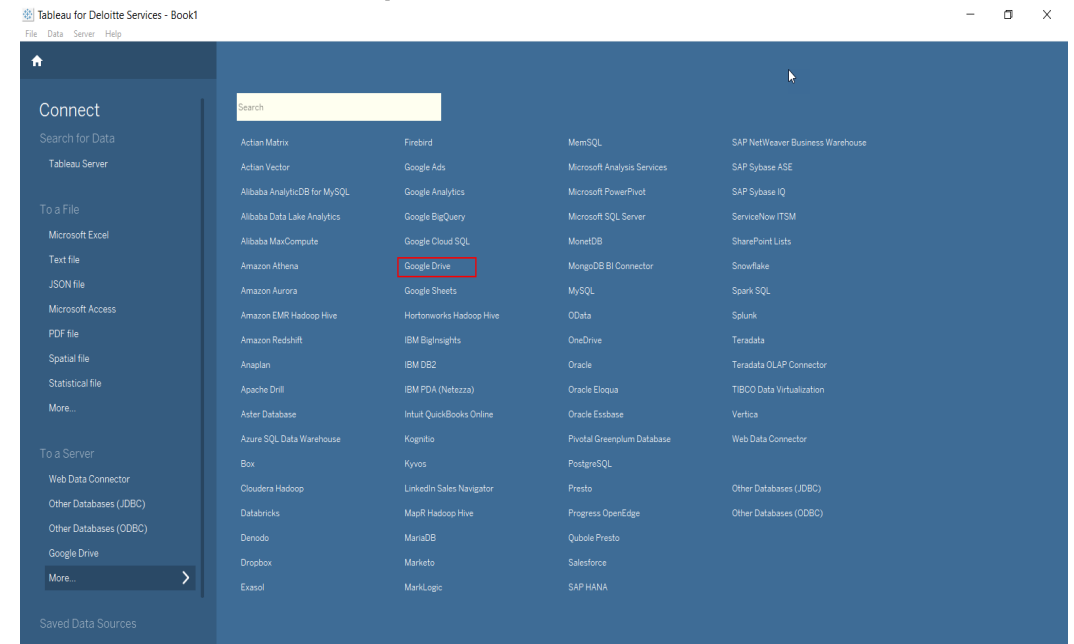 Tableau for Deloitte Services - Book1
File Data Server Help
Connect
Search for Data
Tableau Server
To a File
Microsoft Excel
Text file
JSON file
Microsoft Access
PDF file
Spatial file
Statistical file
More...
To a Server
Web Data Connector
Other Databases (JDBC)
Other Databases (ODBC)
Google Drive
More...
Saved Data Sources
Search
Actian Matrix
Actian Vector
Alibaba AnalyticDB for MySQL
Alibaba Data Lake Analytics
Alibaba MaxCompute
Amazon Athena
Amazon Aurora
Amazon EMR Hadoop Hive
Amazon Redshift
Anaplan
Apache Drill
Aster Database
Azure SQL Data Warehouse
Box
Cloudera Hadoop
Databricks
Denodo
Dropbox
Exasol
Firebird
Google Ads
Google Analytics
Google BigQuery
Google Cloud SQL
Google Drive
Google Sheets
Hortonworks Hadoop Hive
IBM BigInsights
IBM DB2
IBM PDA (Netezza)
Intuit QuickBooks Online
Kognitio
Kyvos
LinkedIn Sales Navigator
MapR Hadoop Hive
MariaDB
Marketo
MarkLogic
MemSQL
Microsoft Analysis Services
Microsoft PowerPivot
Microsoft SQL Server
MonetDB
MongoDB BI Connector
MySQL
OData
OneDrive
Oracle
Oracle Eloqua
Oracle Essbase
Pivotal Greenplum Database
PostgreSQL
Presto
Progress OpenEdge
Qubole Presto
Salesforce
SAP HANA
SAP NetWeaver Business Warehouse
SAP Sybase ASE
SAP Sybase IQ
ServiceNow ITSM
SharePoint Lists
Snowflake
Spark SQL
Splunk
Teradata
Teradata OLAP Connector
TIBCO Data Virtualization
Vertica
Web Data Connector
Other Databases (JDBC)
Other Databases (ODBC)